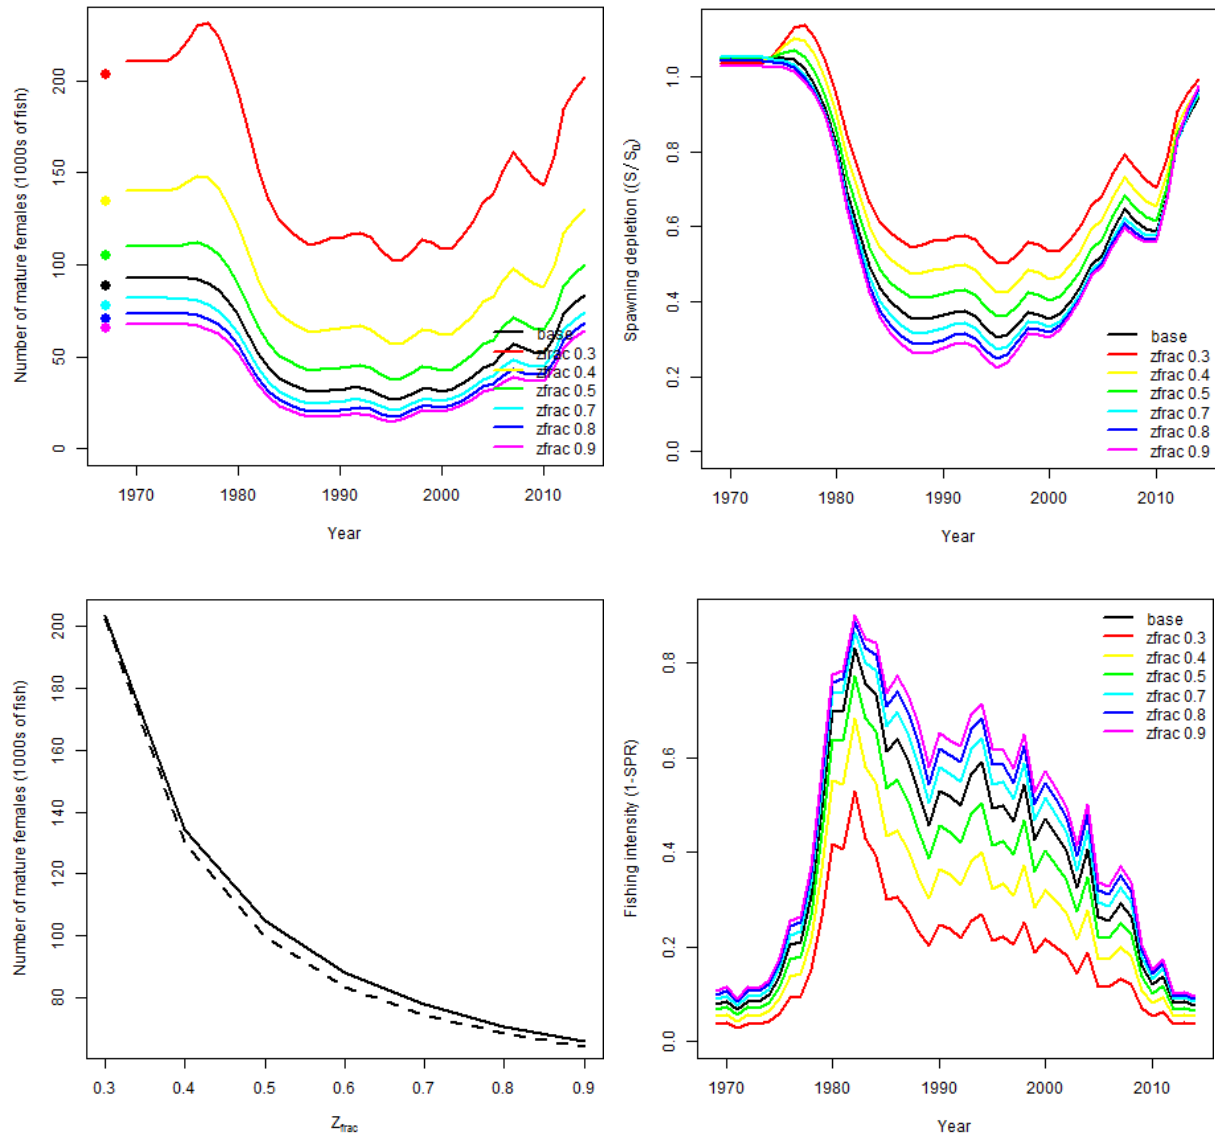 Number of mature females (1000s of fish)
200
150
100
50
0
1970 1980 1990 2000 2010
Year
base
zfrac 0.3
zfrac 0.4
zfrac 0.5
zfrac 0.7
zfrac 0.8
zfrac 0.9
Spawning depletion ((S/S₀)
1.0
0.8
0.6
0.4
0.2
0.0
1970 1980 1990 2000 2010
Year
base
zfrac 0.3
zfrac 0.4
zfrac 0.5
zfrac 0.7
zfrac 0.8
zfrac 0.9
Number of mature females (1000s of fish)
200
180
160
140
120
100
80
0.3 0.4 0.5 0.6 0.7 0.8 0.9
Zfrac
Fishing intensity (1-SPR)
0.8
0.6
0.4
0.2
0.0
1970 1980 1990 2000 2010
Year
base
zfrac 0.3
zfrac 0.4
zfrac 0.5
zfrac 0.7
zfrac 0.8
zfrac 0.9